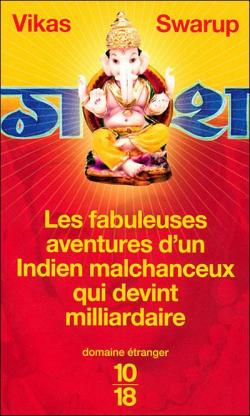 Vikas Swarup
Les fabuleuses
aventures d'un
Indien malchanceux
qui devint
milliardaire
domaine étranger
10
18